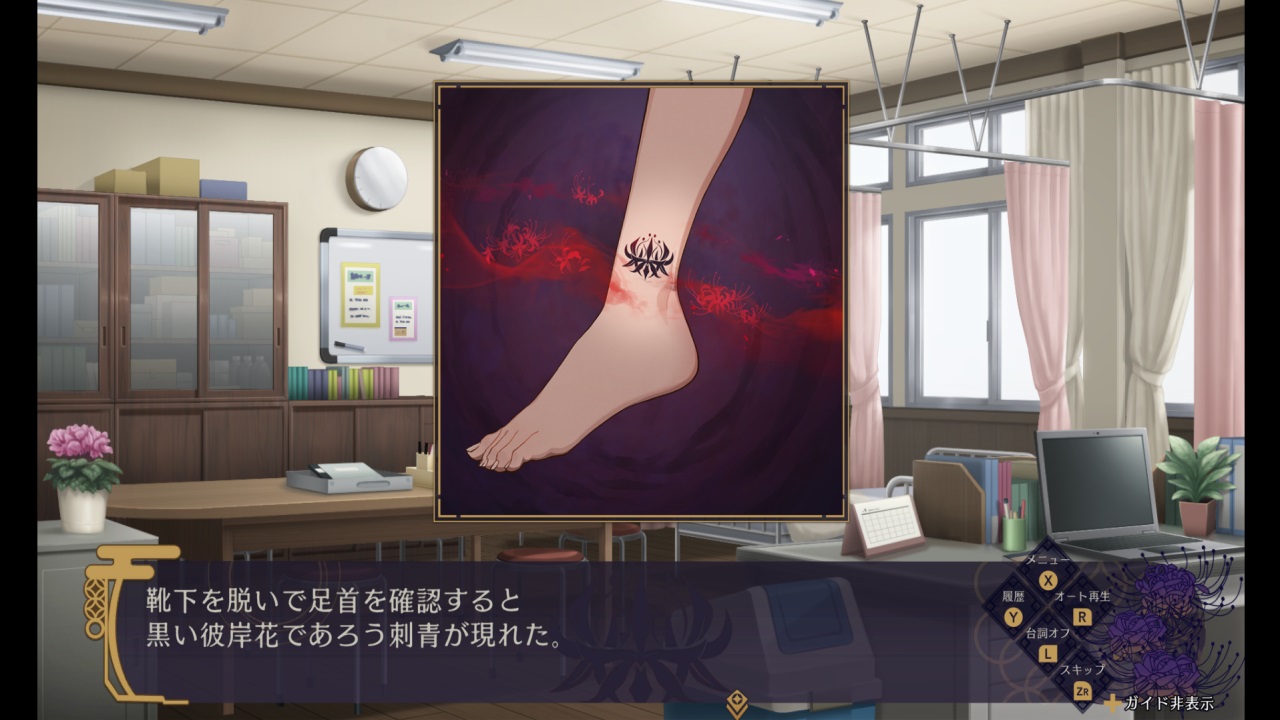 靴下を脱いで足首を確認すると
黒い彼岸花であろう刺青が現れた。
メニュー
X
履歴
オート再生
Y
R
台詞オフ
L
スキップ
ZR
ガイド非表示